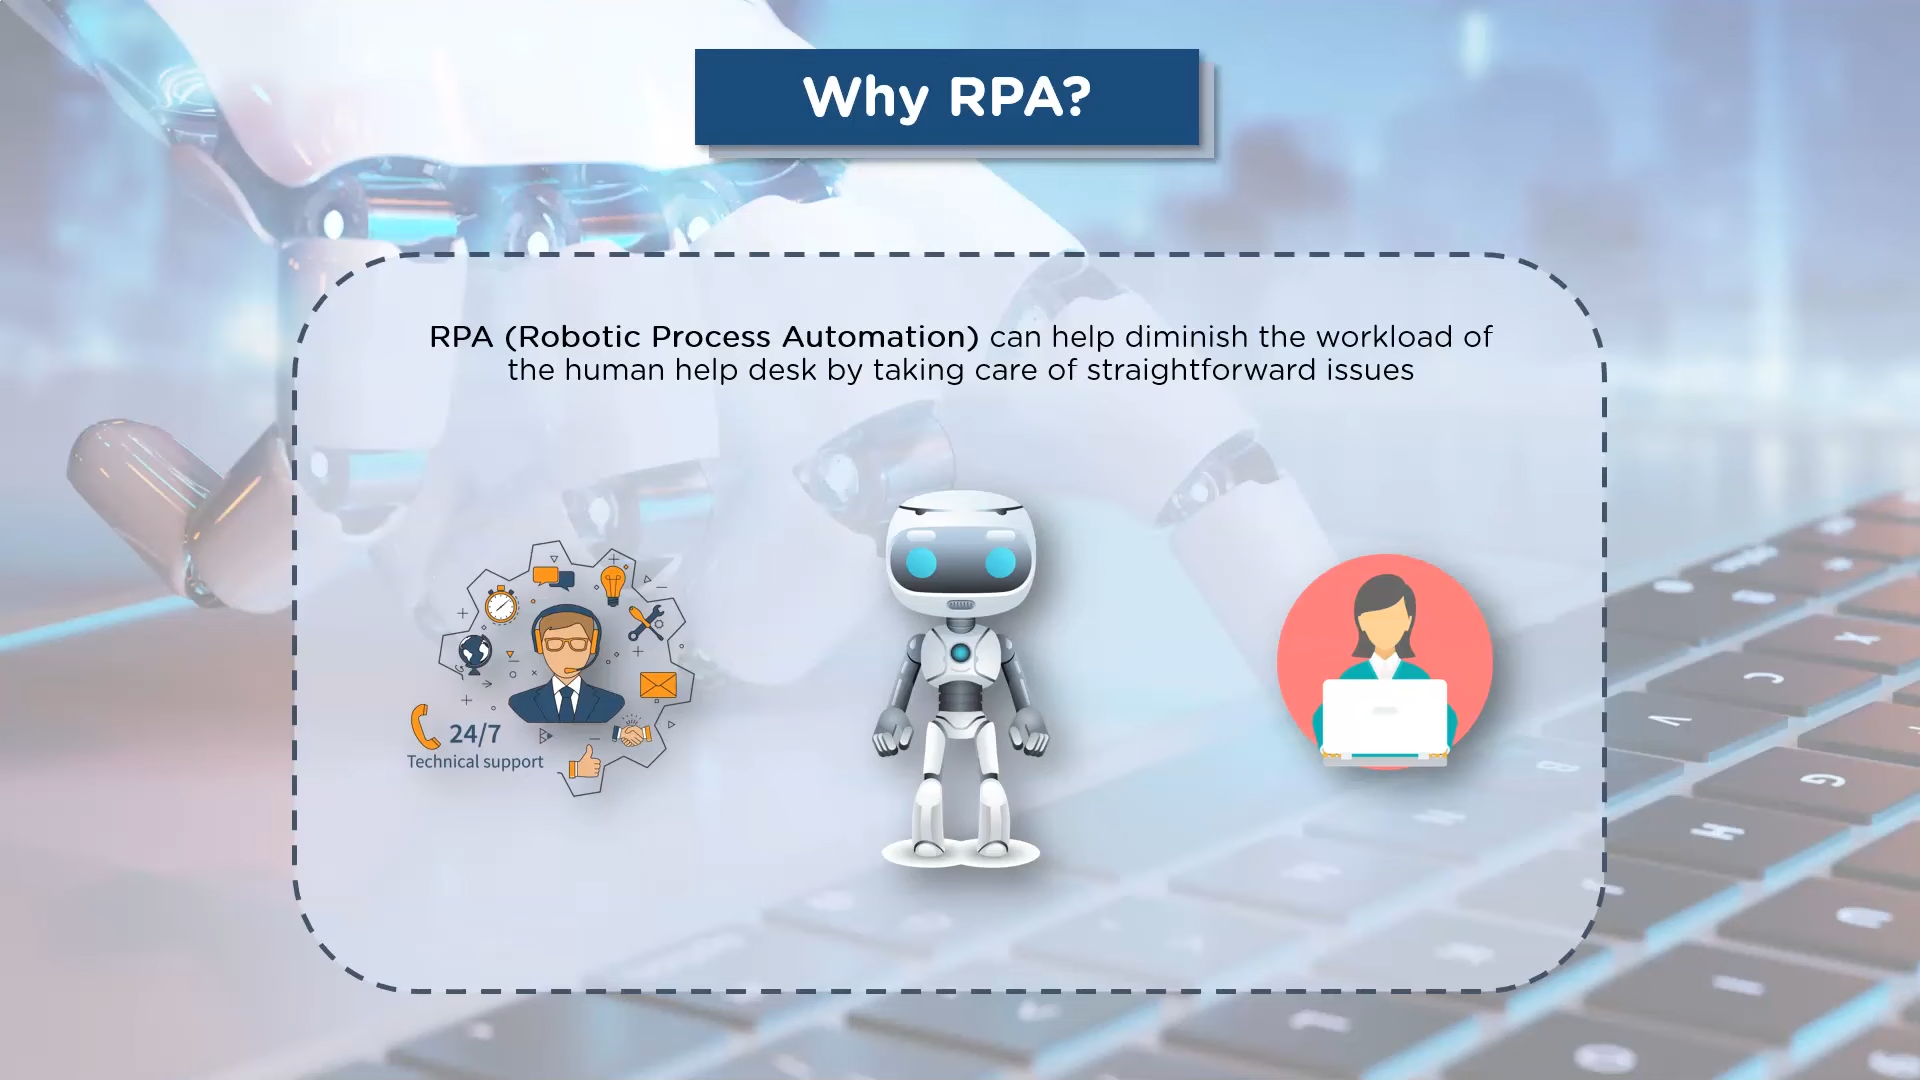 Why RPA?
RPA (Robotic Process Automation) can help diminish the workload of
the human help desk by taking care of straightforward issues
24/7
Technical support